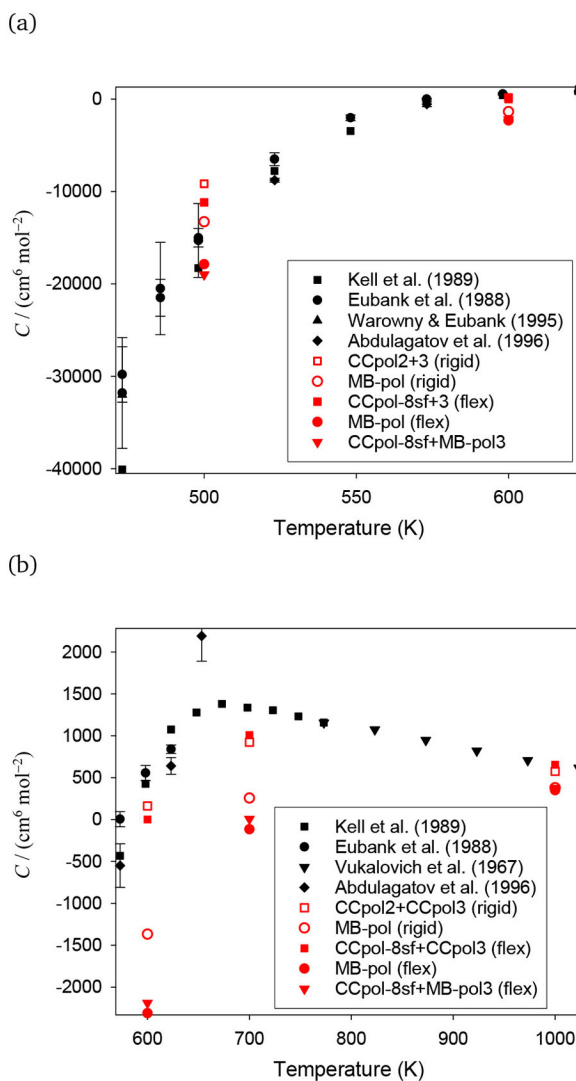 (a)
0
-10000
-20000
-30000
-40000
C / (cm⁶ mol⁻²)
Kell et al. (1989)
Eubank et al. (1988)
Warowny & Eubank (1995)
Abdulagatov et al. (1996)
CCpol2+3 (rigid)
MB-pol (rigid)
CCpol-8sf+3 (flex)
MB-pol (flex)
CCpol-8sf+MB-pol3
500
550
600
Temperature (K)
(b)
2000
1500
1000
500
0
-500
-1000
-1500
-2000
C / (cm⁶ mol⁻²)
Kell et al. (1989)
Eubank et al. (1988)
Vukalovich et al. (1967)
Abdulagatov et al. (1996)
CCpol2+CCpol3 (rigid)
MB-pol (rigid)
CCpol-8sf+CCpol3 (flex)
MB-pol (flex)
CCpol-8sf+MB-pol3 (flex)
600
700
800
900
1000
Temperature (K)